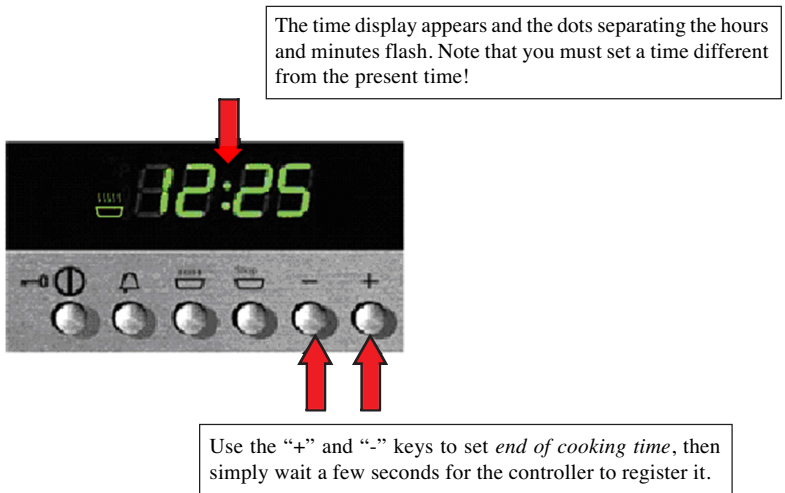 The time display appears and the dots separating the hours
and minutes flash. Note that you must set a time different
from the present time!
12:25
Stop
- +
Use the “+” and “-” keys to set end of cooking time, then
simply wait a few seconds for the controller to register it.